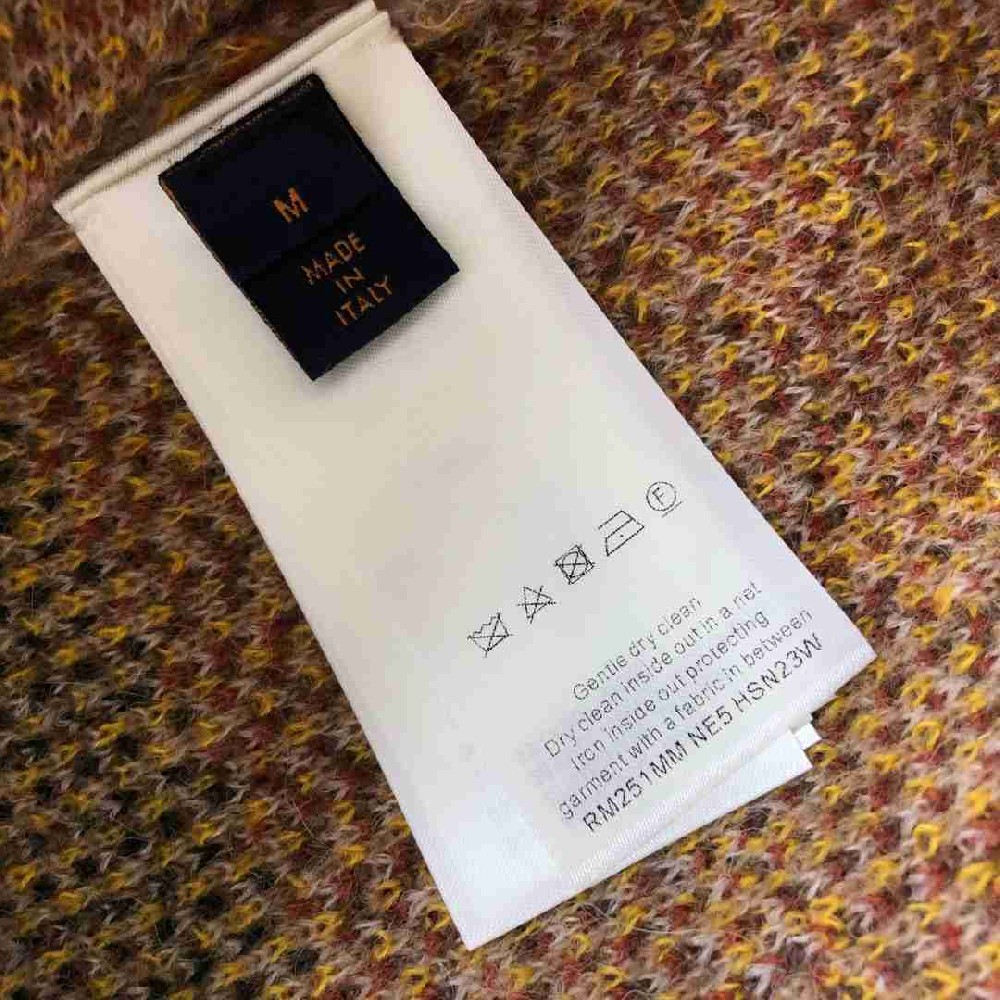 M
MADE
IN
ITALY
F
Gentle dry clean
Dry clean inside out in a net
Iron inside out protecting
garment with a fabric in between
RM251MM NE5 HSN23W